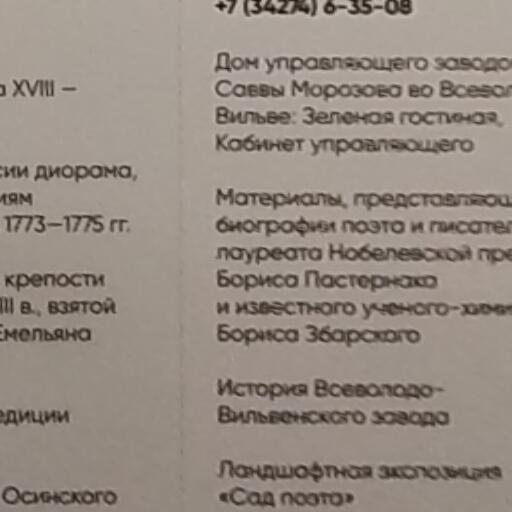 а XVIII –
сии диорама,
иям
1773–1775 гг.
крепости
III в., взятой
Емельяна
едиции
Осинского
+7 (34274) 6-35-08
Дом управляющего заводо
Саввы Морозова во Всевол
Вильве: Зеленая гостиная,
Кабинет управляющего
Материалы, представляющ
биографии поэта и писател
лауреата Нобелевской пре
Бориса Пастернака
и известного ученого-хими
Бориса Збарского
История Всеволодо-
Вильвенского завода
Ландшафтная экспозиция
«Сад поэта»